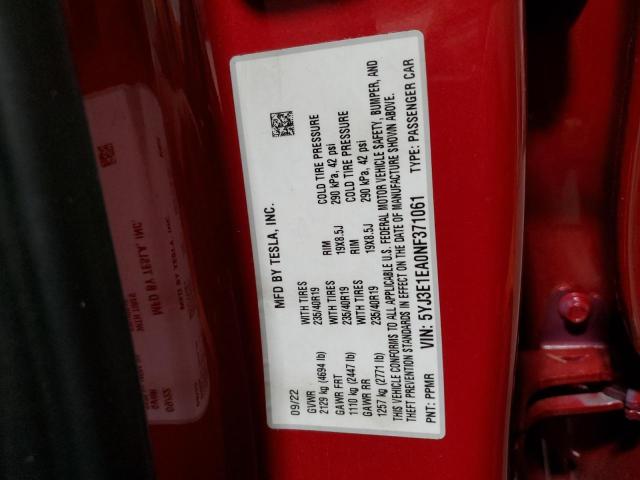 MFD BY TESLA, INC.
09/22
GVWR WITH TIRES RIM COLD TIRE PRESSURE
2129 kg (4694 lb) 235/40R19 19X8.5J 290 kPa, 42 psi
GAWR FRT WITH TIRES RIM COLD TIRE PRESSURE
1110 kg (2447 lb) 235/40R19 19X8.5J 290 kPa, 42 psi
GAWR RR WITH TIRES
1257 kg (2771 lb) 235/40R19
THIS VEHICLE CONFORMS TO ALL APPLICABLE U.S. FEDERAL MOTOR VEHICLE SAFETY, BUMPER, AND
THEFT PREVENTION STANDARDS IN EFFECT ON THE DATE OF MANUFACTURE SHOWN ABOVE.
PNT: PPMR VIN: 5YJ3E1EA0NF371061 TYPE: PASSENGER CAR